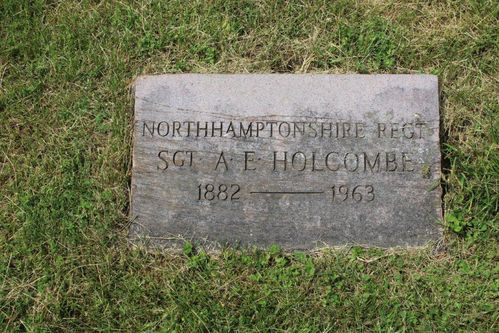 NORTHHAMPTONSHIRE REGT
SGT A·E· HOLCOMBE
1882 — 1963